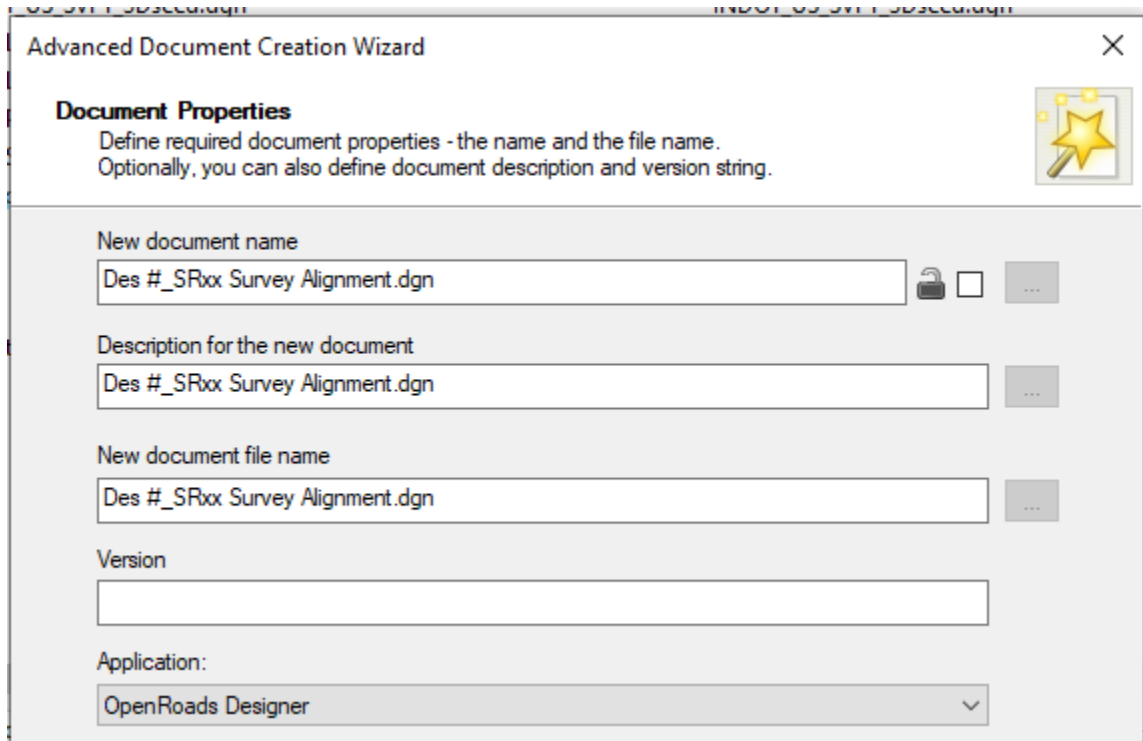 Advanced Document Creation Wizard
Document Properties
Define required document properties - the name and the file name.
Optionally, you can also define document description and version string.
New document name
Des #_SRxx Survey Alignment.dgn
...
Description for the new document
Des #_SRxx Survey Alignment.dgn
...
New document file name
Des #_SRxx Survey Alignment.dgn
...
Version
Application:
OpenRoads Designer